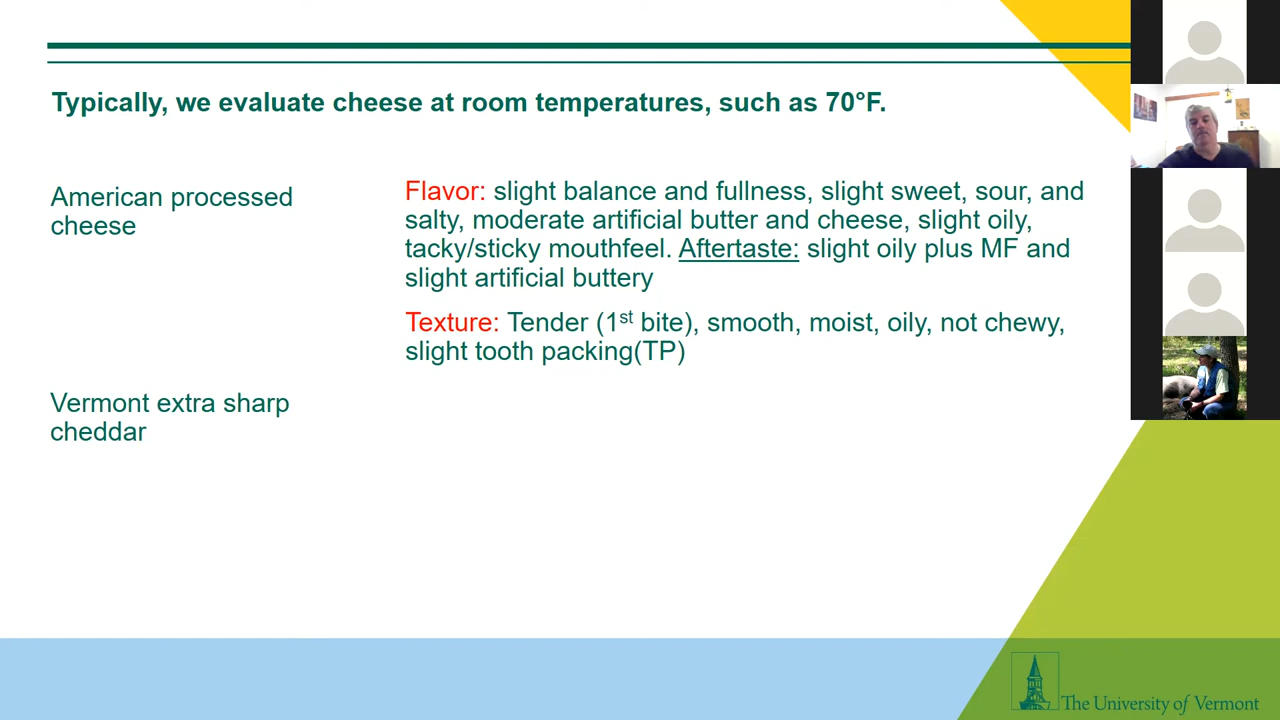 Typically, we evaluate cheese at room temperatures, such as 70°F.
American processed
cheese
Flavor: slight balance and fullness, slight sweet, sour, and
salty, moderate artificial butter and cheese, slight oily,
tacky/sticky mouthfeel. Aftertaste: slight oily plus MF and
slight artificial buttery
Texture: Tender (1st bite), smooth, moist, oily, not chewy,
slight tooth packing(TP)
Vermont extra sharp
cheddar
The University of Vermont